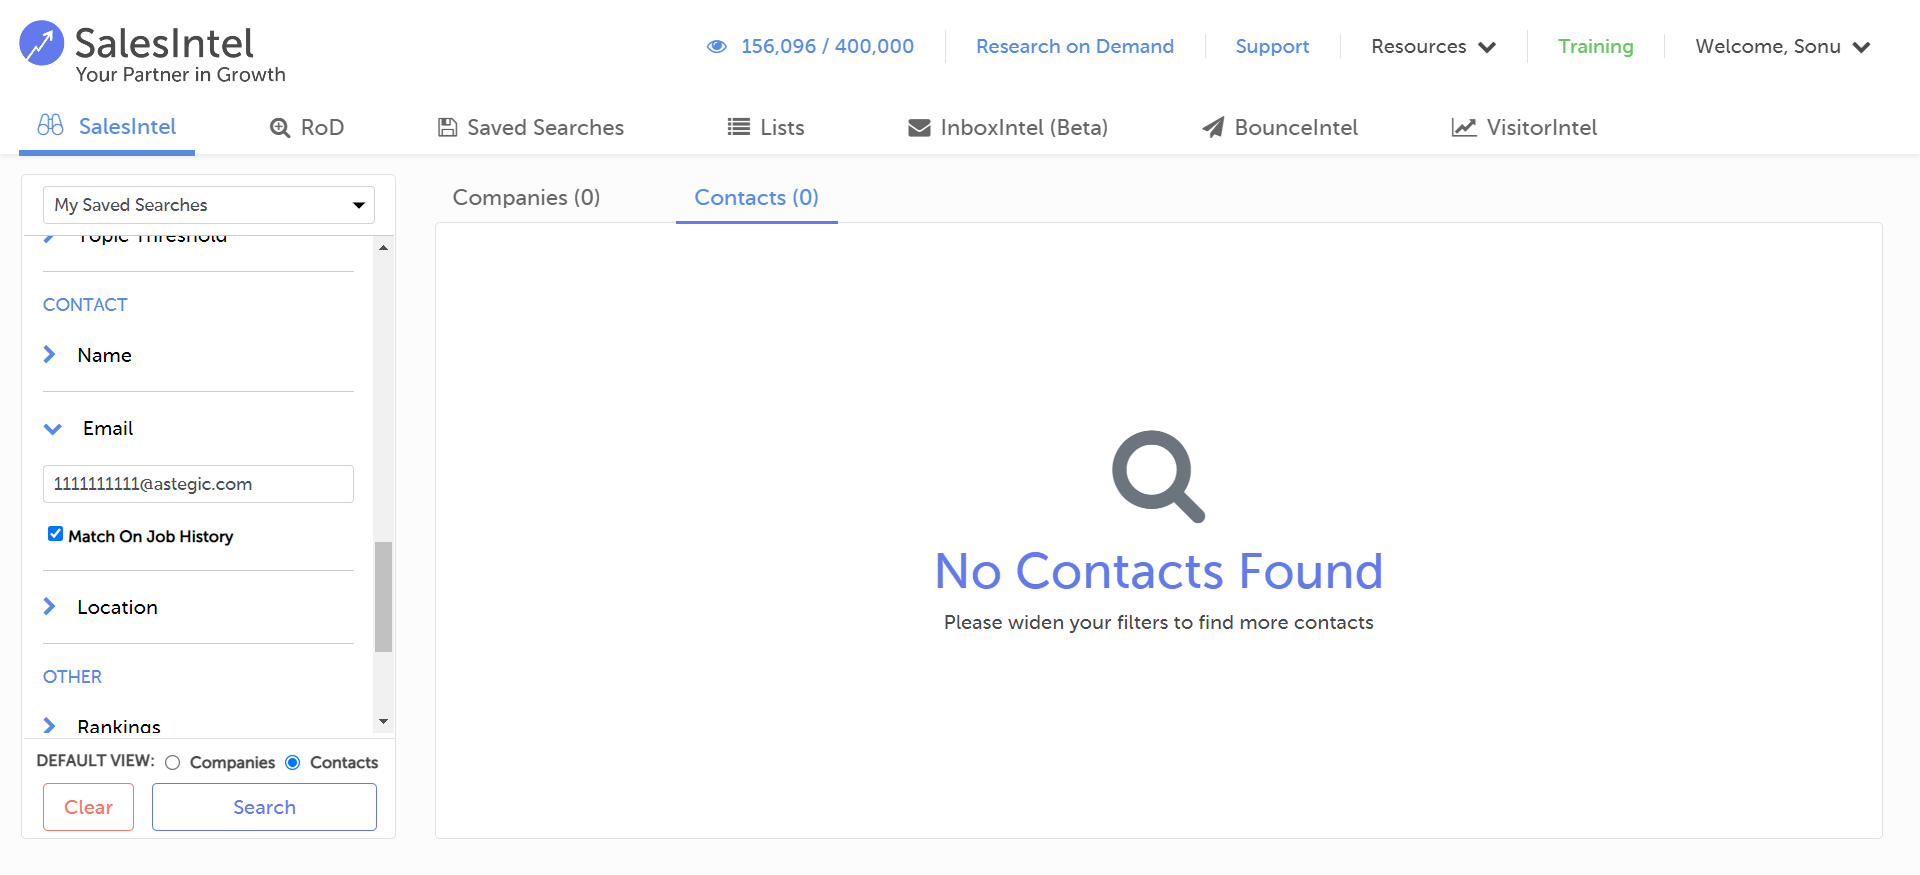 SalesIntel
Your Partner in Growth
156,096 / 400,000
Research on Demand
Support
Resources
Training
Welcome, Sonu
SalesIntel
RoD
Saved Searches
Lists
InboxIntel (Beta)
BounceIntel
VisitorIntel
My Saved Searches
Topic Threshold
CONTACT
Name
Email
1111111111@astegic.com
Match On Job History
Location
OTHER
Rankings
DEFAULT VIEW: Companies Contacts
Clear
Search
Companies (0)
Contacts (0)
No Contacts Found
Please widen your filters to find more contacts